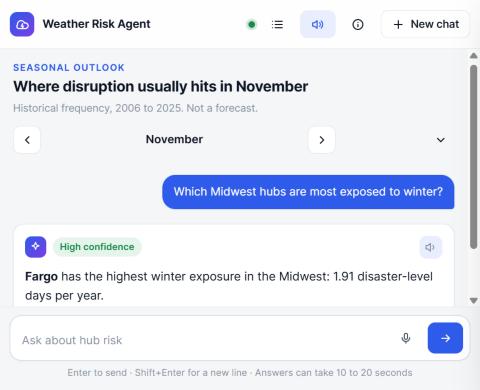 Weather Risk Agent
New chat
SEASONAL OUTLOOK
Where disruption usually hits in November
Historical frequency, 2006 to 2025. Not a forecast.
November
Which Midwest hubs are most exposed to winter?
High confidence
Fargo has the highest winter exposure in the Midwest: 1.91 disaster-level
days per year.
Ask about hub risk
Enter to send · Shift+Enter for a new line · Answers can take 10 to 20 seconds